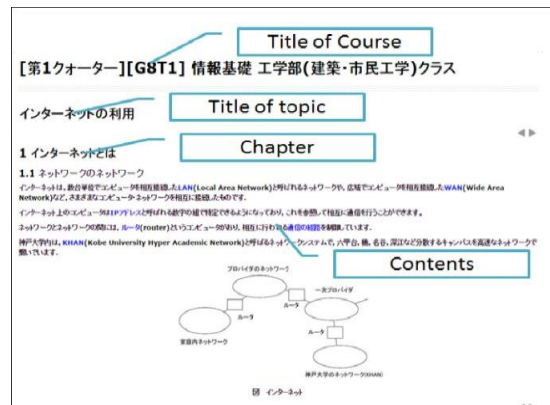 Title of Course
[第1クォーター][G8T1] 情報基礎 工学部(建築・市民工学)クラス
Title of topic
インターネットの利用
Chapter
1 インターネットとは
1.1 ネットワークのネットワーク
インターネットは、数台単位でコンピュータを相互接続したLAN(Local Area Network)と呼ばれるネットワークや、広域でコンピュータを相互接続したWAN(Wide Area
Network)など、さまざまなコンピュータ・ネットワークを相互に接続したものです。
インターネット上のコンピュータはIPアドレスと呼ばれる数字の組で特定できるようになっており、これを参照して相互に通信を行うことができます。
ネットワークとネットワークの間には、ルータ(router)というコンピュータがあり、相互に行われる通信の経路を制御しています。
神戸大学内は、KHAN(Kobe University Hyper Academic Network)と呼ばるネットワークシステムで、六甲台、楠、名谷、深江など分散するキャンパスを高速なネットワークで
繋いでいます。
Contents
プロバイダのネットワーク
一次プロバイダ
ルータ
ルータ
ルータ
家庭内ネットワーク
神戸大学のネットワーク(KHAN)
図 インターネット